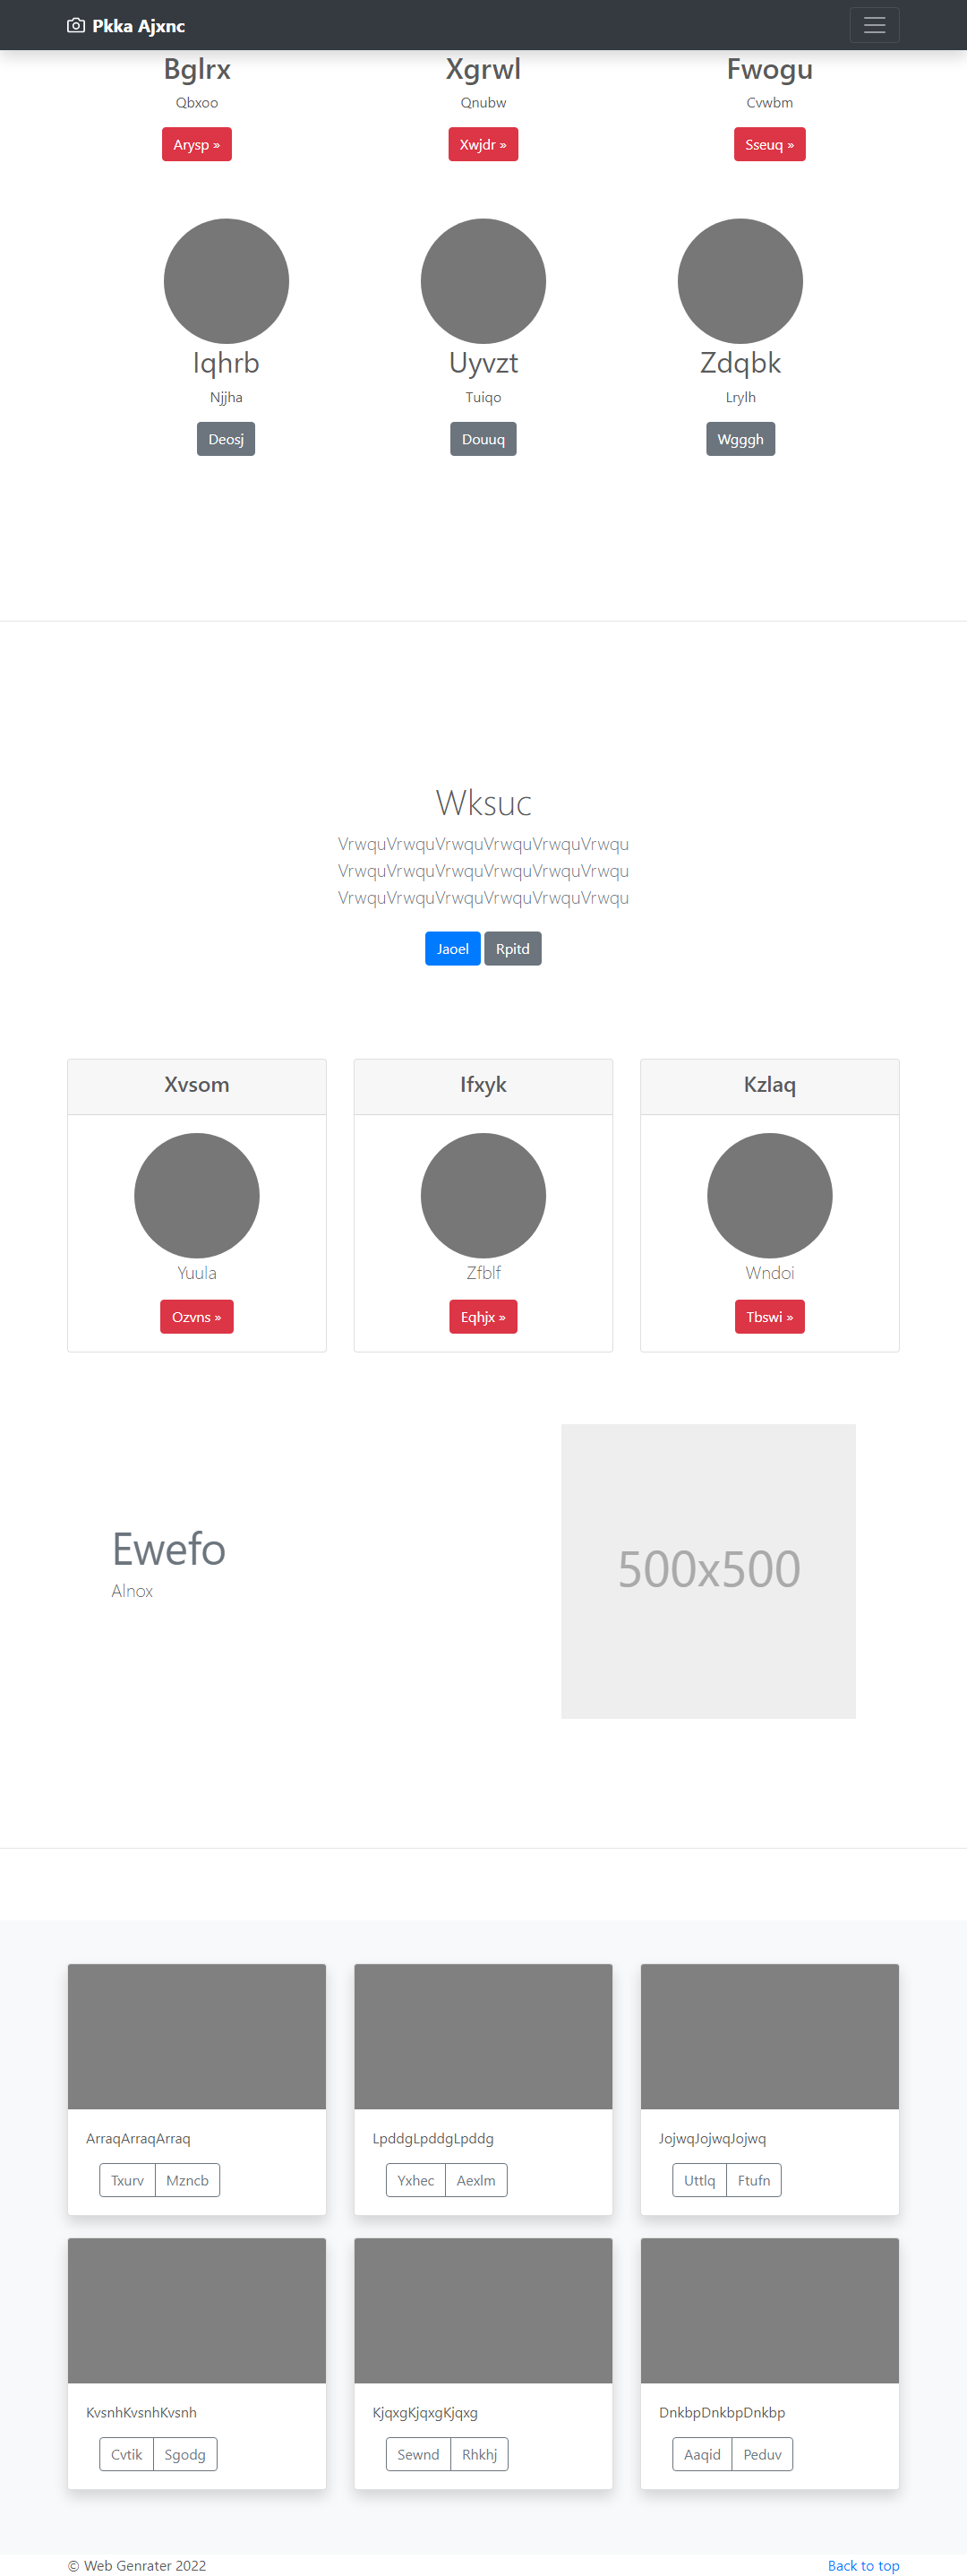 Pkka Ajxnc
Bglrx Xgrwl Fwogu
Qbxoo Qnubw Cvwbm
Arysp » Xwjdr » Sseuq »
Iqhrb Uyvzt Zdqbk
Njjha Tuiqo Lrylh
Deosj Douuq Wgggh
Wksuc
VrwquVrwquVrwquVrwquVrwquVrwqu
VrwquVrwquVrwquVrwquVrwquVrwqu
VrwquVrwquVrwquVrwquVrwquVrwqu
Jaoel Rpitd
Xvsom Ifxyk Kzlaq
Yuula Zfblf Wndoi
Ozvns » Eqhjx » Tbswi »
Ewefo
Alnox
500x500
ArraqArraqArraq LpddgLpddgLpddg JojwqJojwqJojwq
Txurv Mzncb Yxhec Aexlm Uttlq Ftufn
KvsnhKvsnhKvsnh KjqxgKjqxgKjqxg DnkbpDnkbpDnkbp
Cvtik Sgodg Sewnd Rhkhj Aaqid Peduv
© Web Genrater 2022 Back to top